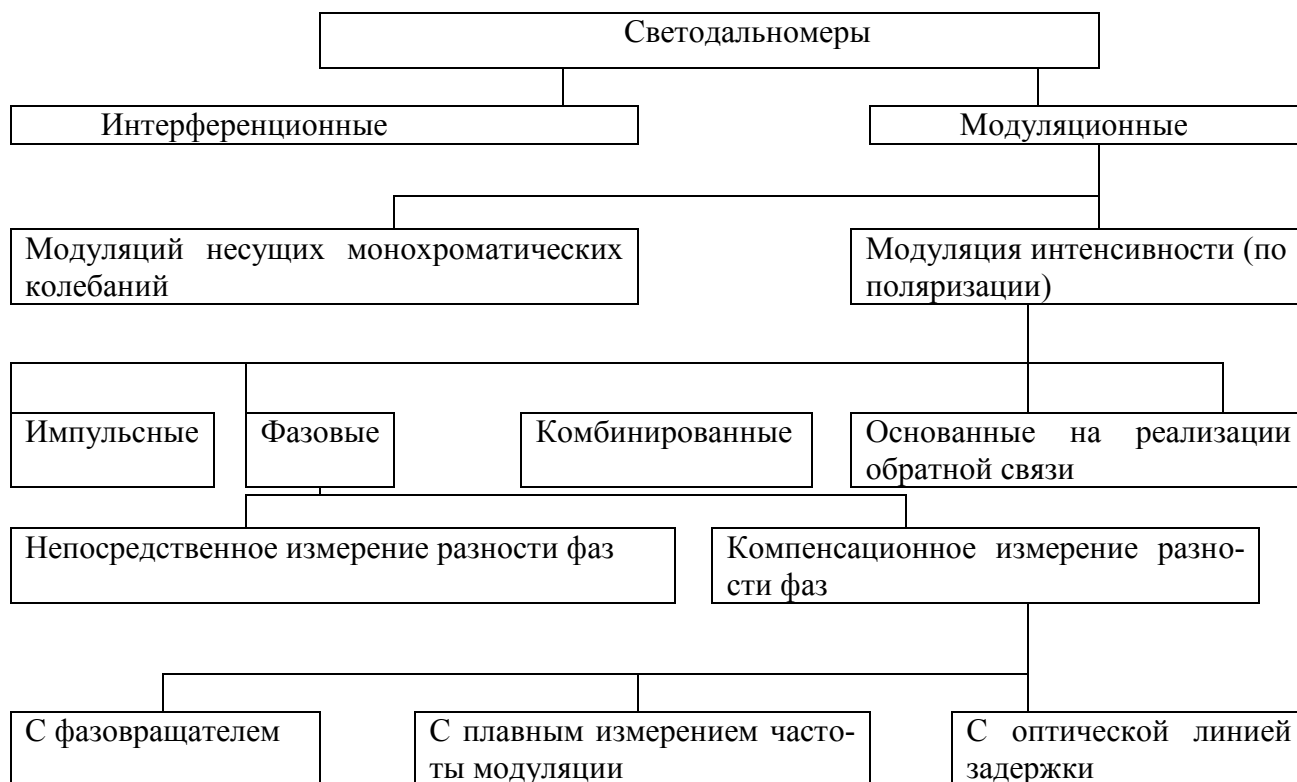 Светодальномеры
Интерференционные
Модуляционные
Модуляций несущих монохроматических
колебаний
Модуляция интенсивности (по
поляризации)
Импульсные
Фазовые
Комбинированные
Основанные на реализации
обратной связи
Непосредственное измерение разности фаз
Компенсационное измерение разно-
сти фаз
С фазовращателем
С плавным измерением часто-
ты модуляции
С оптической линией
задержки